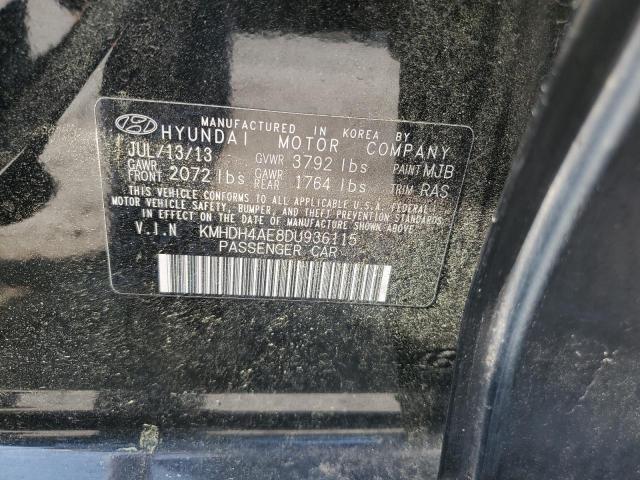 MANUFACTURED IN KOREA BY
HYUNDAI MOTOR COMPANY
JUL/13/13 GVWR 3792 lbs PAINT MJB
GAWR FRONT 2072 lbs GAWR REAR 1764 lbs TRIM RAS
THIS VEHICLE CONFORMS TO ALL APPLICABLE U.S.A. FEDERAL
MOTOR VEHICLE SAFETY, BUMPER, AND THEFT PREVENTION STANDARDS
IN EFFECT ON THE DATE OF MANUFACTURE SHOWN ABOVE.
V.I.N KMHDH4AE8DU936115
PASSENGER CAR